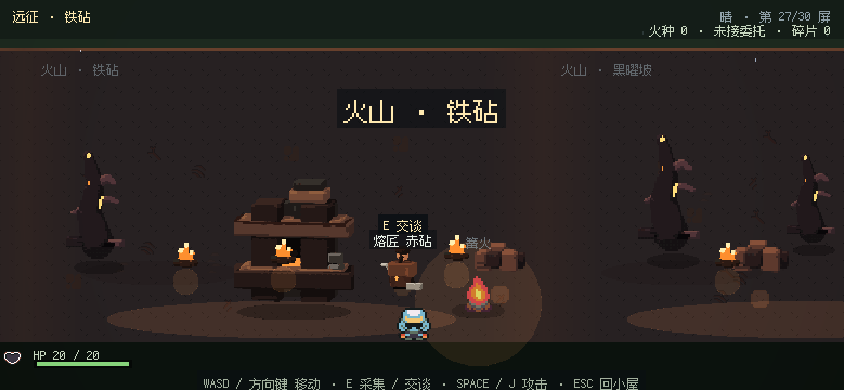 远征 · 铁砧
晴 · 第 27/30 屏
火种 0 · 未接委托 · 碎片 0
火山 · 铁砧
火山 · 黑曜坡
火山 · 铁砧
E 交谈
熔匠 赤砧
篝火
HP 20 / 20
WASD / 方向键 移动 · E 采集 / 交谈 · SPACE / J 攻击 · ESC 回小屋